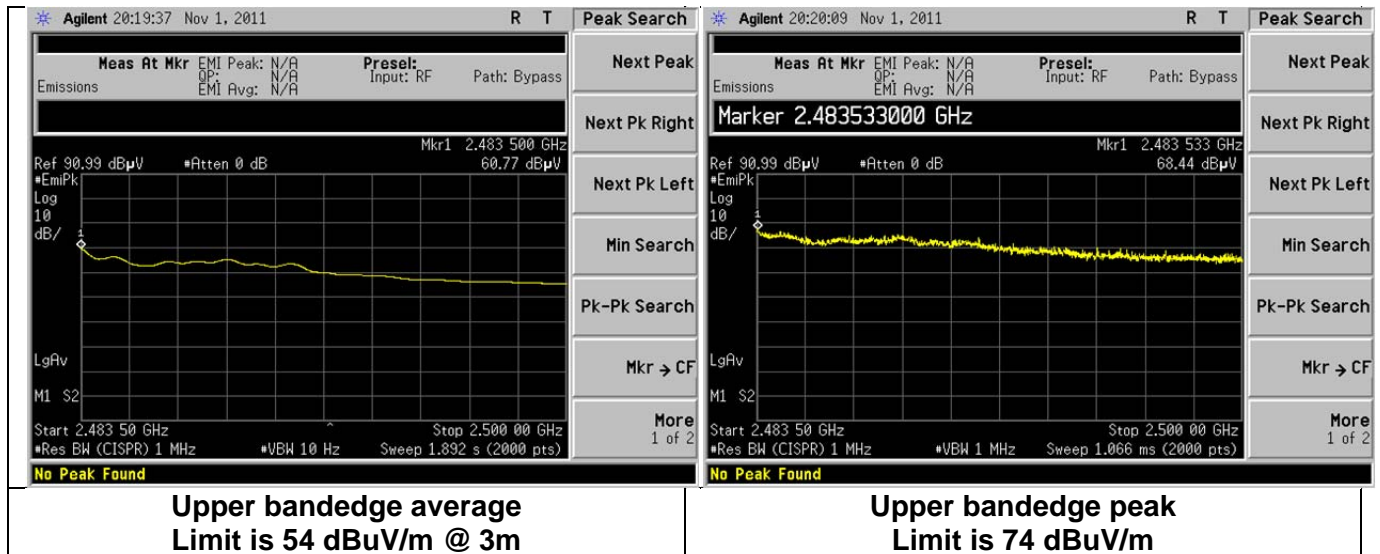 Agilent 20:19:37 Nov 1, 2011 R T Peak Search
Meas At Mkr EMI Peak: N/A Presel:
QP: N/A Input: RF Path: Bypass
Emissions EMI Avg: N/A
Mkr1 2.483 500 GHz
Ref 90.99 dBµV #Atten 0 dB 60.77 dBµV
#EmiPk
Log
10
dB/
1
LgAv
M1 S2
Start 2.483 50 GHz ^ Stop 2.500 00 GHz
#Res BW (CISPR) 1 MHz #VBW 10 Hz Sweep 1.892 s (2000 pts)
No Peak Found
Next Peak
Next Pk Right
Next Pk Left
Min Search
Pk-Pk Search
Mkr → CF
More
1 of 2
Upper bandedge average
Limit is 54 dBuV/m @ 3m
Agilent 20:20:09 Nov 1, 2011 R T Peak Search
Meas At Mkr EMI Peak: N/A Presel:
QP: N/A Input: RF Path: Bypass
Emissions EMI Avg: N/A
Marker 2.483533000 GHz
Mkr1 2.483 533 GHz
Ref 90.99 dBµV #Atten 0 dB 68.44 dBµV
#EmiPk
Log
10
dB/
1
LgAv
M1 S2
Start 2.483 50 GHz Stop 2.500 00 GHz
#Res BW (CISPR) 1 MHz #VBW 1 MHz Sweep 1.066 ms (2000 pts)
No Peak Found
Next Peak
Next Pk Right
Next Pk Left
Min Search
Pk-Pk Search
Mkr → CF
More
1 of 2
Upper bandedge peak
Limit is 74 dBuV/m